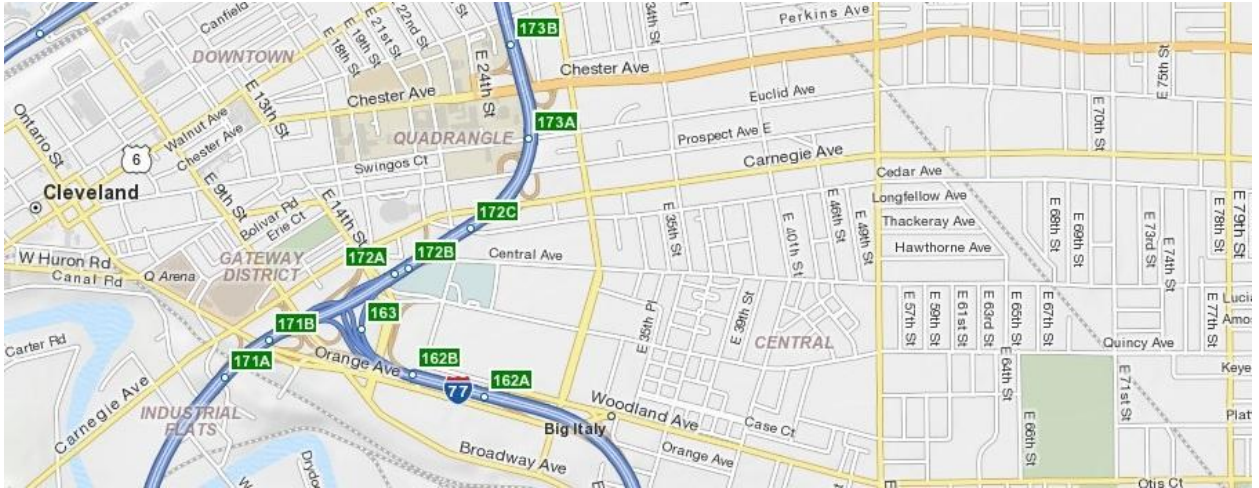 Canfield
22nd St
E 21st St
E 19th St
E 18th St
DOWNTOWN
E 24th St
173B
34th St
Perkins Ave
E 75th St
Chester Ave
Chester Ave
Euclid Ave
E 70th St
Ontario St
Walnut Ave
Chester Ave
E 13th St
173A
QUADRANGLE
Prospect Ave E
Swingos Ct
Carnegie Ave
6
Cleveland
E 9th St
Bolivar Rd
Erie Ct
E 14th St
172C
E 35th St
E 40th St
E 46th St
E 49th St
Cedar Ave
Longfellow Ave
Thackeray Ave
Hawthorne Ave
E 68th St
E 69th St
E 73rd St
E 74th St
E 78th St
E 79th St
W Huron Rd
Canal Rd
Q Arena
GATEWAY
DISTRICT
172A
172B
Central Ave
171B
163
E 35th Pl
E 39th St
CENTRAL
E 57th St
E 59th St
E 61st St
E 63rd St
E 65th St
E 67th St
E 77th St
Quincy Ave
Carter Rd
171A
Orange Ave
162B
77
162A
Carnegie Ave
INDUSTRIAL
FLATS
Woodland Ave
Case Ct
Big Italy
Orange Ave
Broadway Ave
E 64th St
E 66th St
E 71st St
Otis Ct